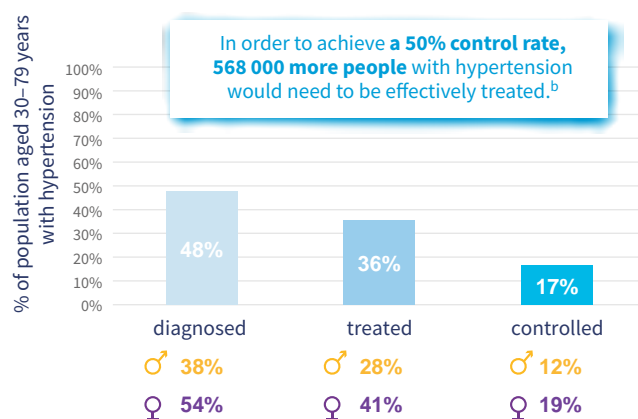 In order to achieve a 50% control rate,
568 000 more people with hypertension
would need to be effectively treated.b
% of population aged 30–79 years
with hypertension
100%
90%
80%
70%
60%
50%
40%
30%
20%
10%
0%
48%
36%
17%
diagnosed treated controlled
♂ 38% ♂ 28% ♂ 12%
♀ 54% ♀ 41% ♀ 19%